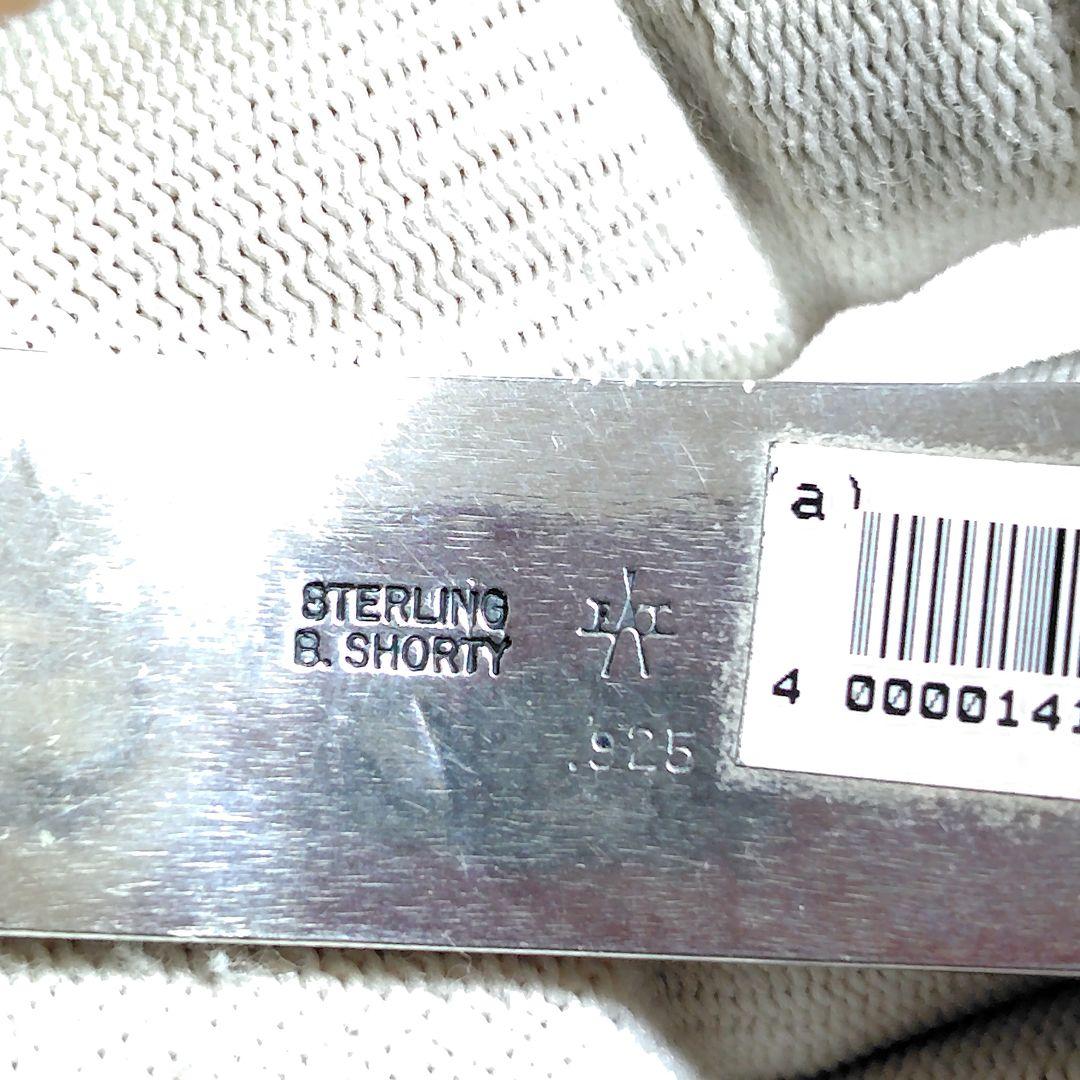 STERLING
B. SHORTY
.925
a
4 000014